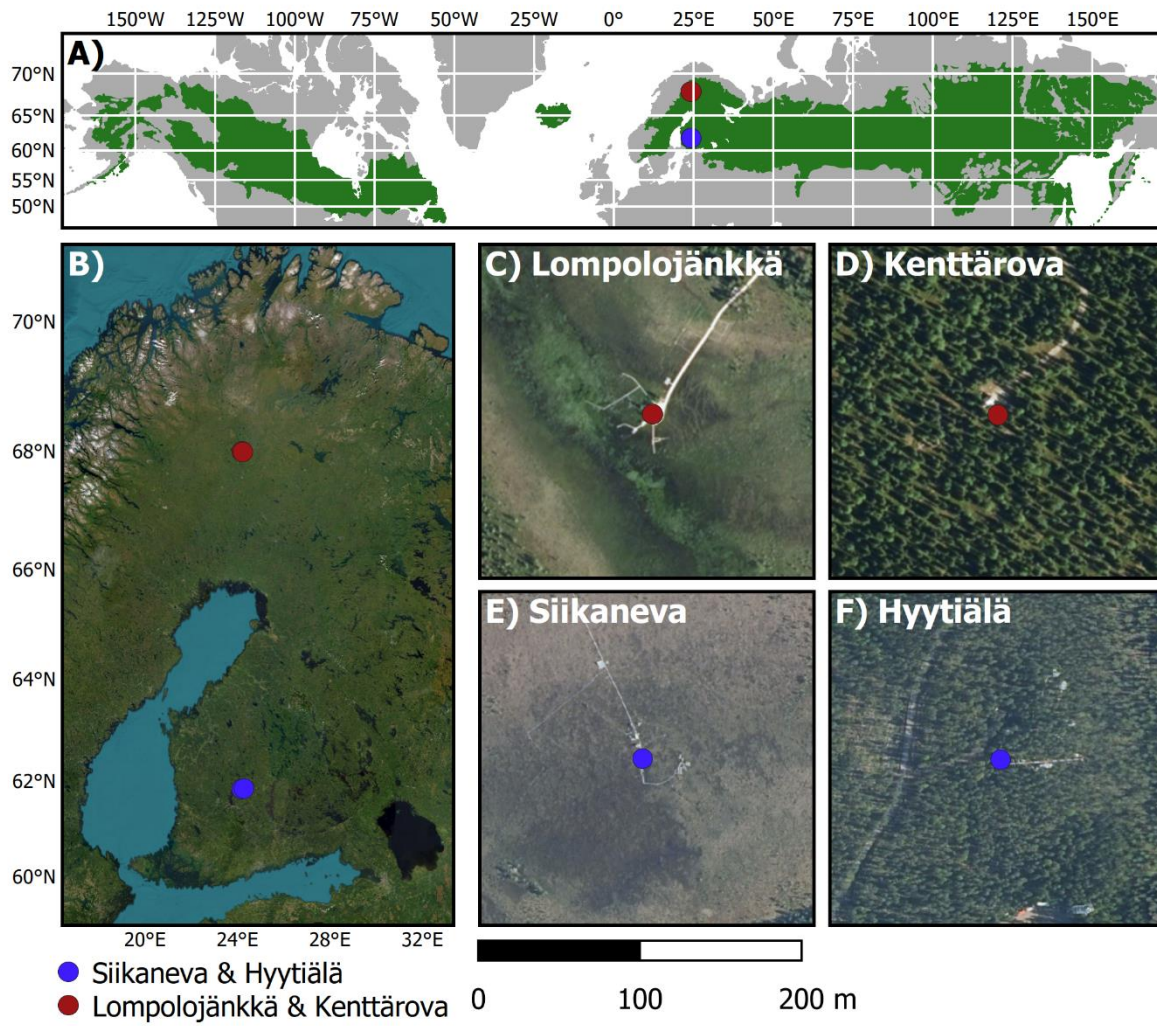 150°W 125°W 100°W 75°W 50°W 25°W 0° 25°E 50°E 75°E 100°E 125°E 150°E
A)
70°N
65°N
60°N
55°N
50°N
B)
70°N
68°N
66°N
64°N
62°N
60°N
20°E 24°E 28°E 32°E
C) Lompolojänkkä
D) Kenttärova
E) Siikaneva
F) Hyytiälä
Siikaneva & Hyytiälä
Lompolojänkkä & Kenttärova
0 100 200 m